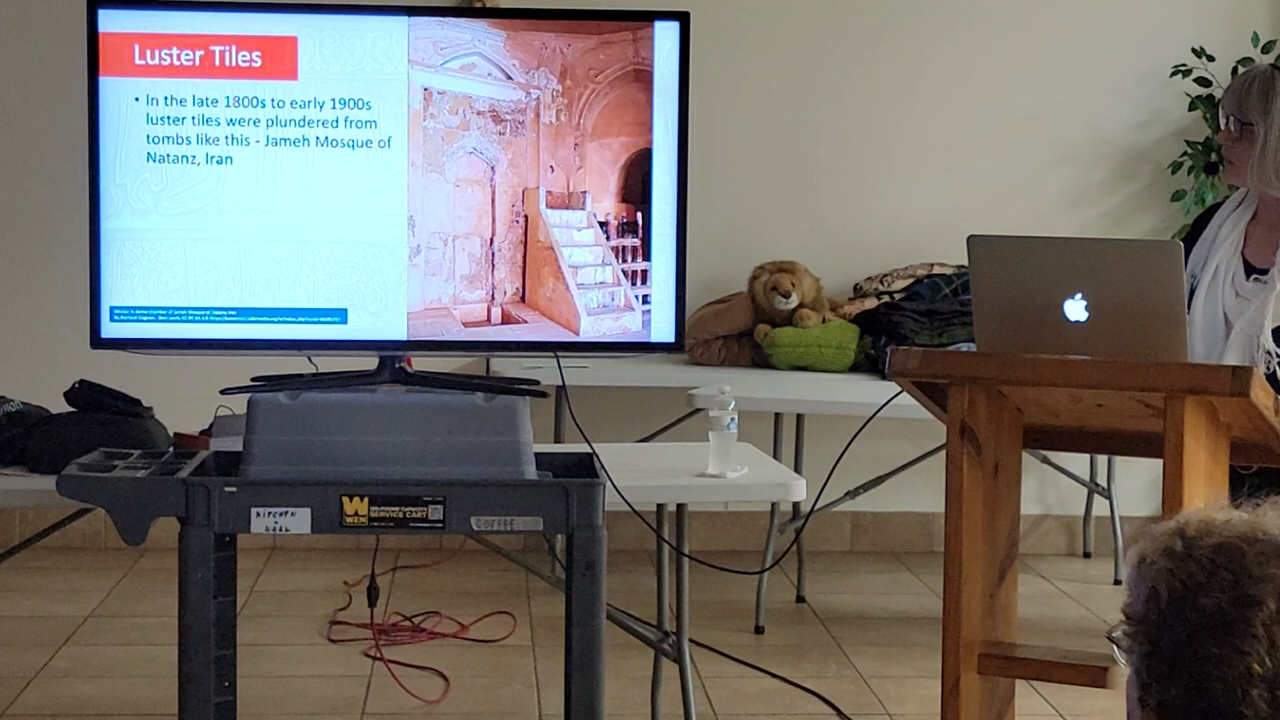 Luster Tiles
• In the late 1800s to early 1900s
luster tiles were plundered from
tombs like this - Jameh Mosque of
Natanz, Iran
KITCHEN
W
WEN
SERVICE CART
COFFEE